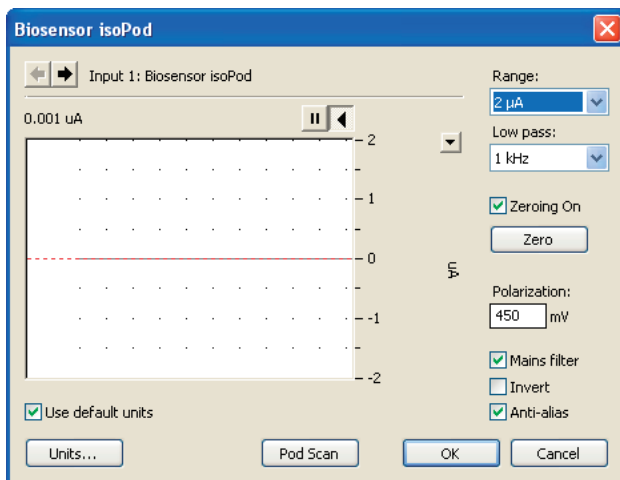 Biosensor isoPod
Input 1: Biosensor isoPod
0.001 uA
2
1
0
-1
-2
uA
Range:
2 µA
Low pass:
1 kHz
Zeroing On
Zero
Polarization:
450 mV
Mains filter
Invert
Anti-alias
Use default units
Units...
Pod Scan
OK
Cancel